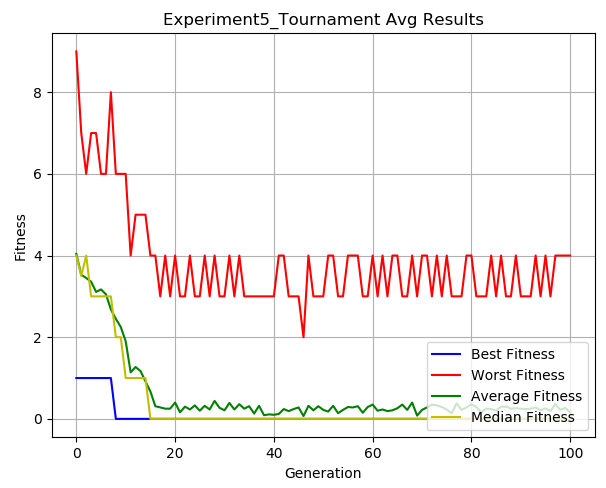 Experiment5_Tournament Avg Results
Fitness
8
6
4
2
0
Best Fitness
Worst Fitness
Average Fitness
Median Fitness
0 20 40 60 80 100
Generation